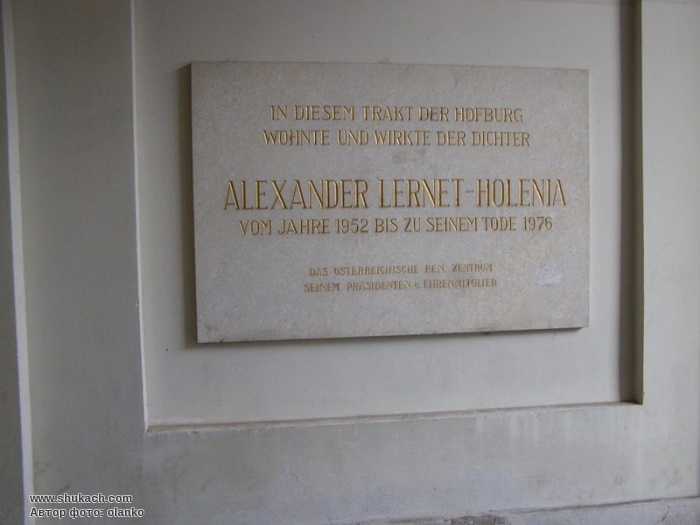 IN DIESEM TRAKT DER HOFBURG
WOHNTE UND WIRKTE DER DICHTER
ALEXANDER LERNET-HOLENIA
VOM JAHRE 1952 BIS ZU SEINEM TODE 1976
DAS ÖSTERREICHISCHE P.E.N. ZENTRUM
SEINEM PRÄSIDENTEN u. EHRENMITGLIED
www.shukach.com
Автор фото: olanko